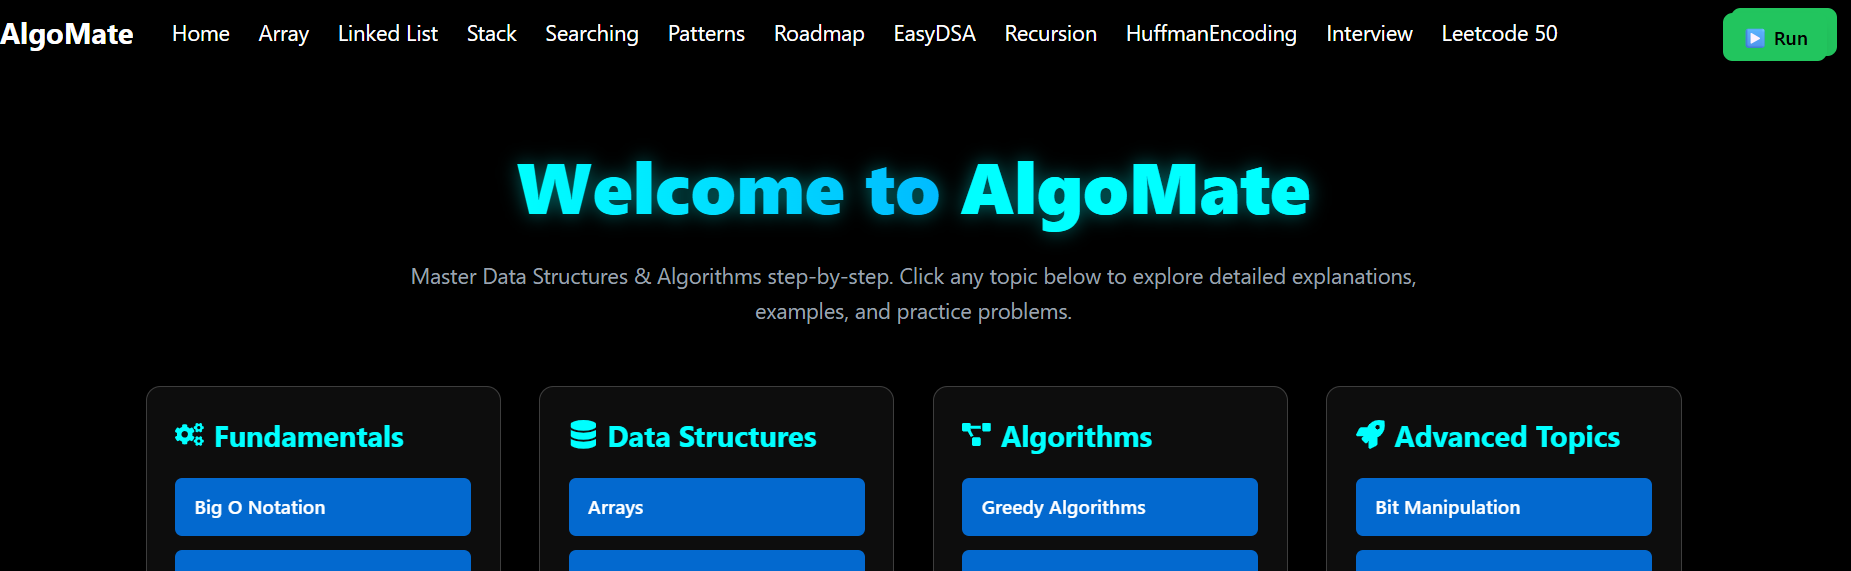 AlgoMate Home Array Linked List Stack Searching Patterns Roadmap EasyDSA Recursion HuffmanEncoding Interview Leetcode 50 Run
Welcome to AlgoMate
Master Data Structures & Algorithms step-by-step. Click any topic below to explore detailed explanations,
examples, and practice problems.
Fundamentals
Big O Notation
Data Structures
Arrays
Algorithms
Greedy Algorithms
Advanced Topics
Bit Manipulation